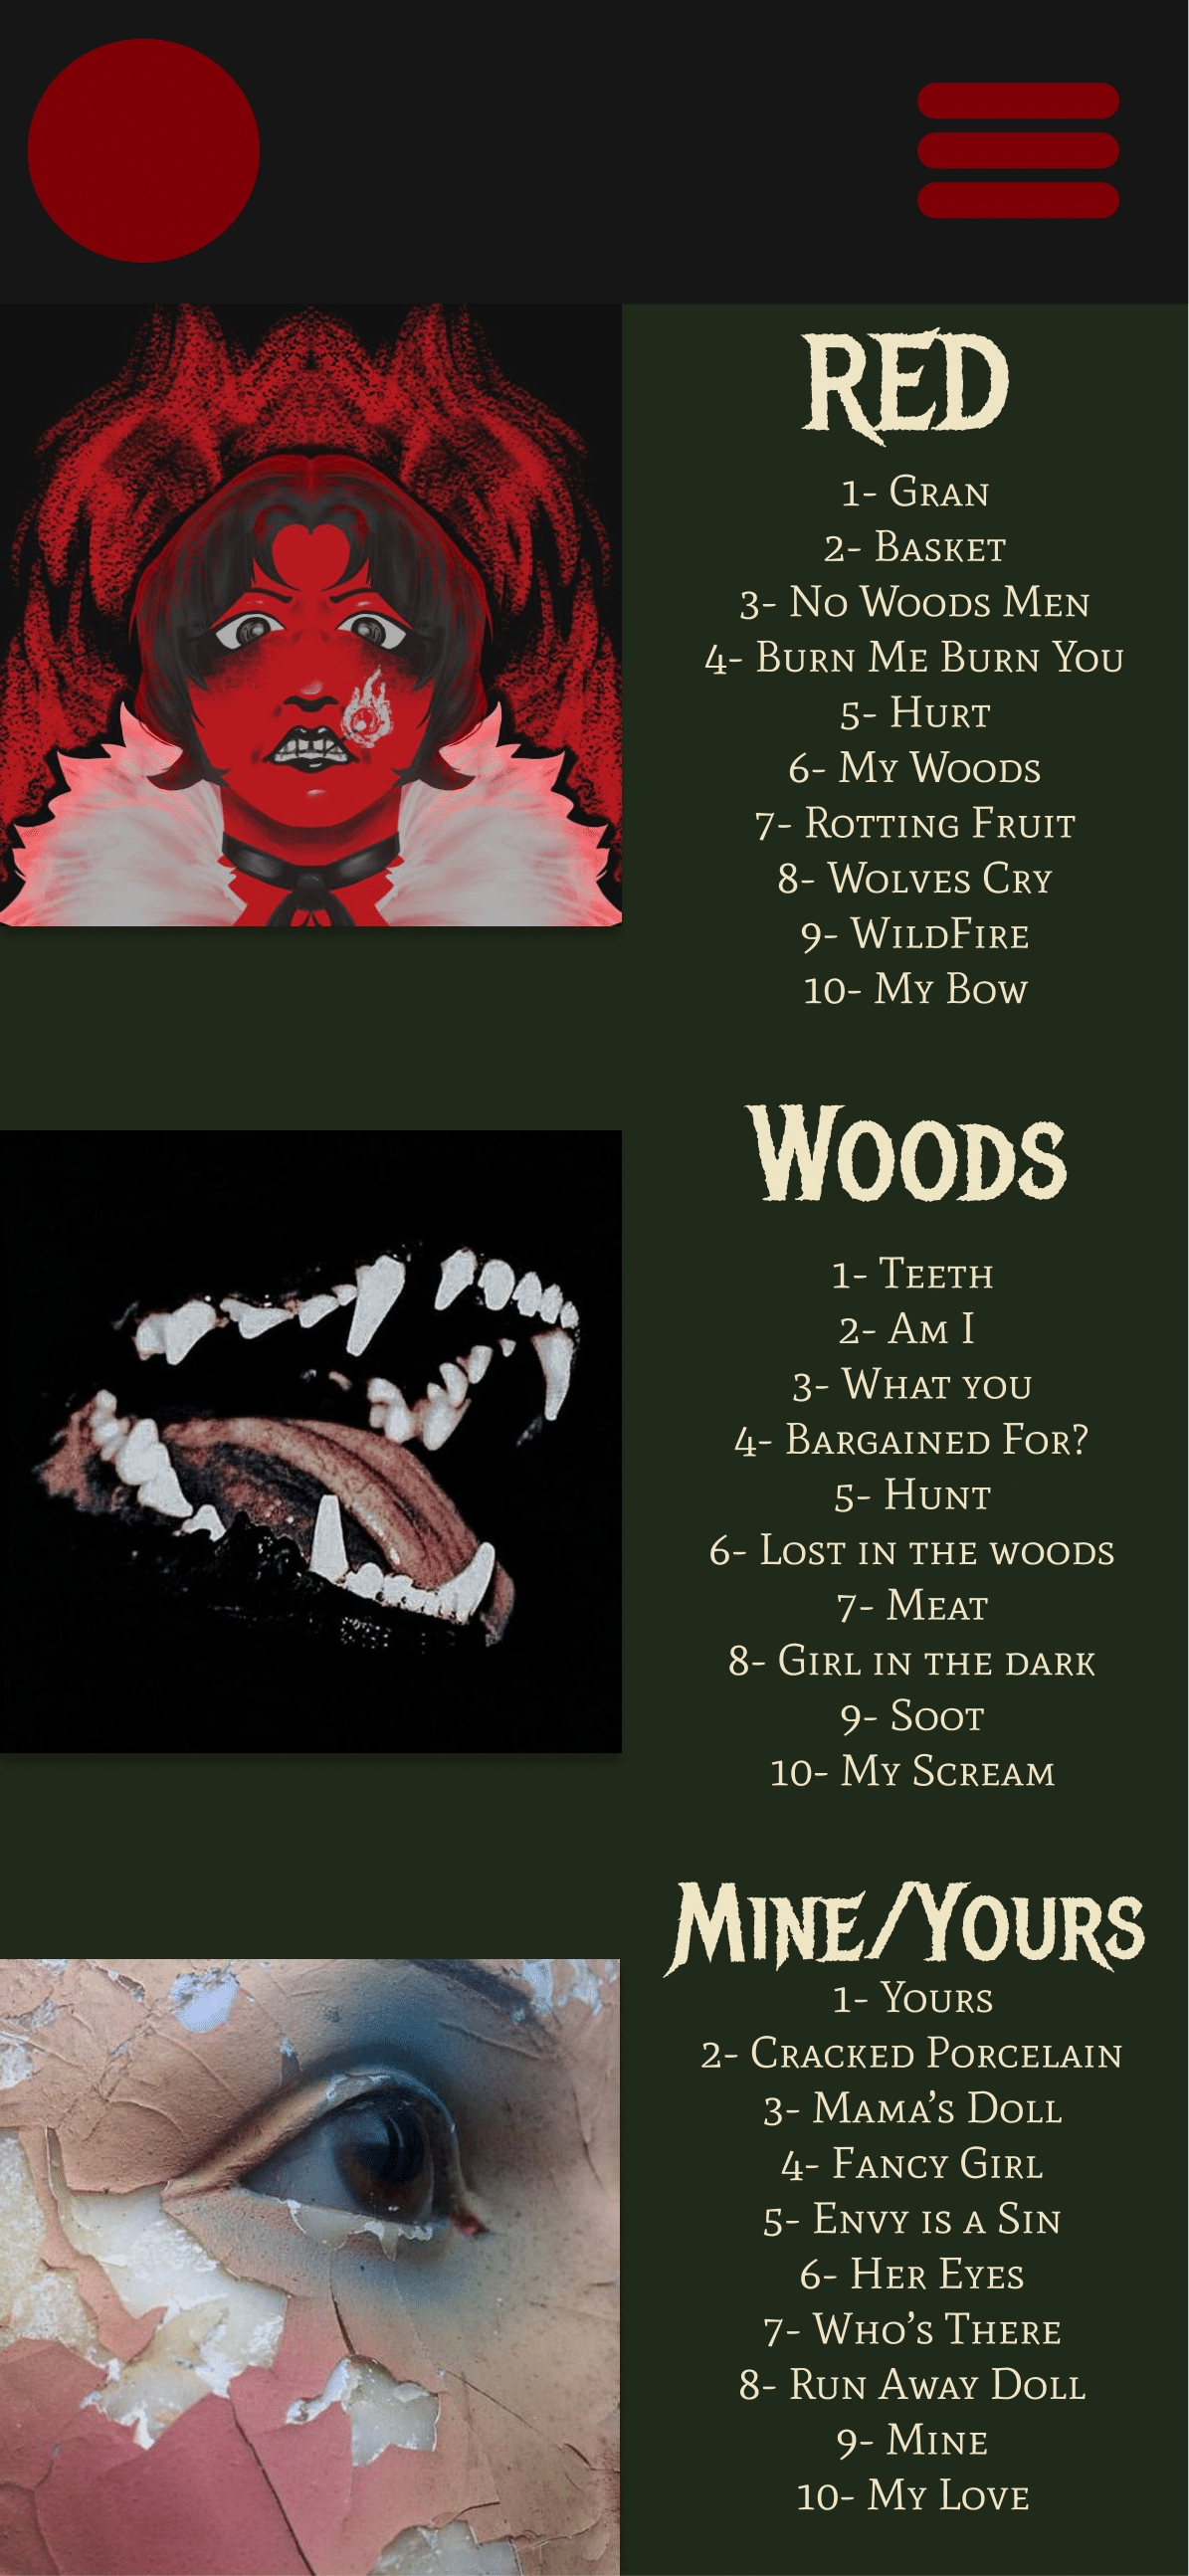 RED
1- Gran
2- Basket
3- No Woods Men
4- Burn Me Burn You
5- Hurt
6- My Woods
7- Rotting Fruit
8- Wolves Cry
9- WildFire
10- My Bow
Woods
1- Teeth
2- Am I
3- What you
4- Bargained For?
5- Hunt
6- Lost in the woods
7- Meat
8- Girl in the dark
9- Soot
10- My Scream
Mine/Yours
1- Yours
2- Cracked Porcelain
3- Mama’s Doll
4- Fancy Girl
5- Envy is a Sin
6- Her Eyes
7- Who’s There
8- Run Away Doll
9- Mine
10- My Love